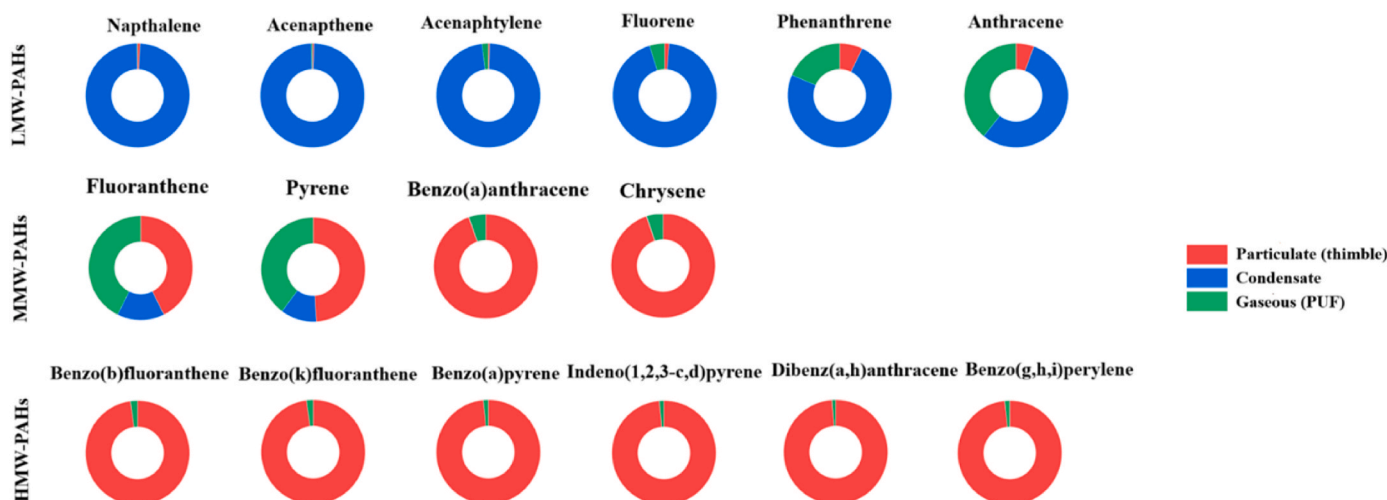 LMW-PAHs
Napthalene
Acenapthene
Acenaphtylene
Fluorene
Phenanthrene
Anthracene
MMW-PAHs
Fluoranthene
Pyrene
Benzo(a)anthracene
Chrysene
Particulate (thimble)
Condensate
Gaseous (PUF)
HMW-PAHs
Benzo(b)fluoranthene
Benzo(k)fluoranthene
Benzo(a)pyrene
Indeno(1,2,3-c,d)pyrene
Dibenz(a,h)anthracene
Benzo(g,h,i)perylene